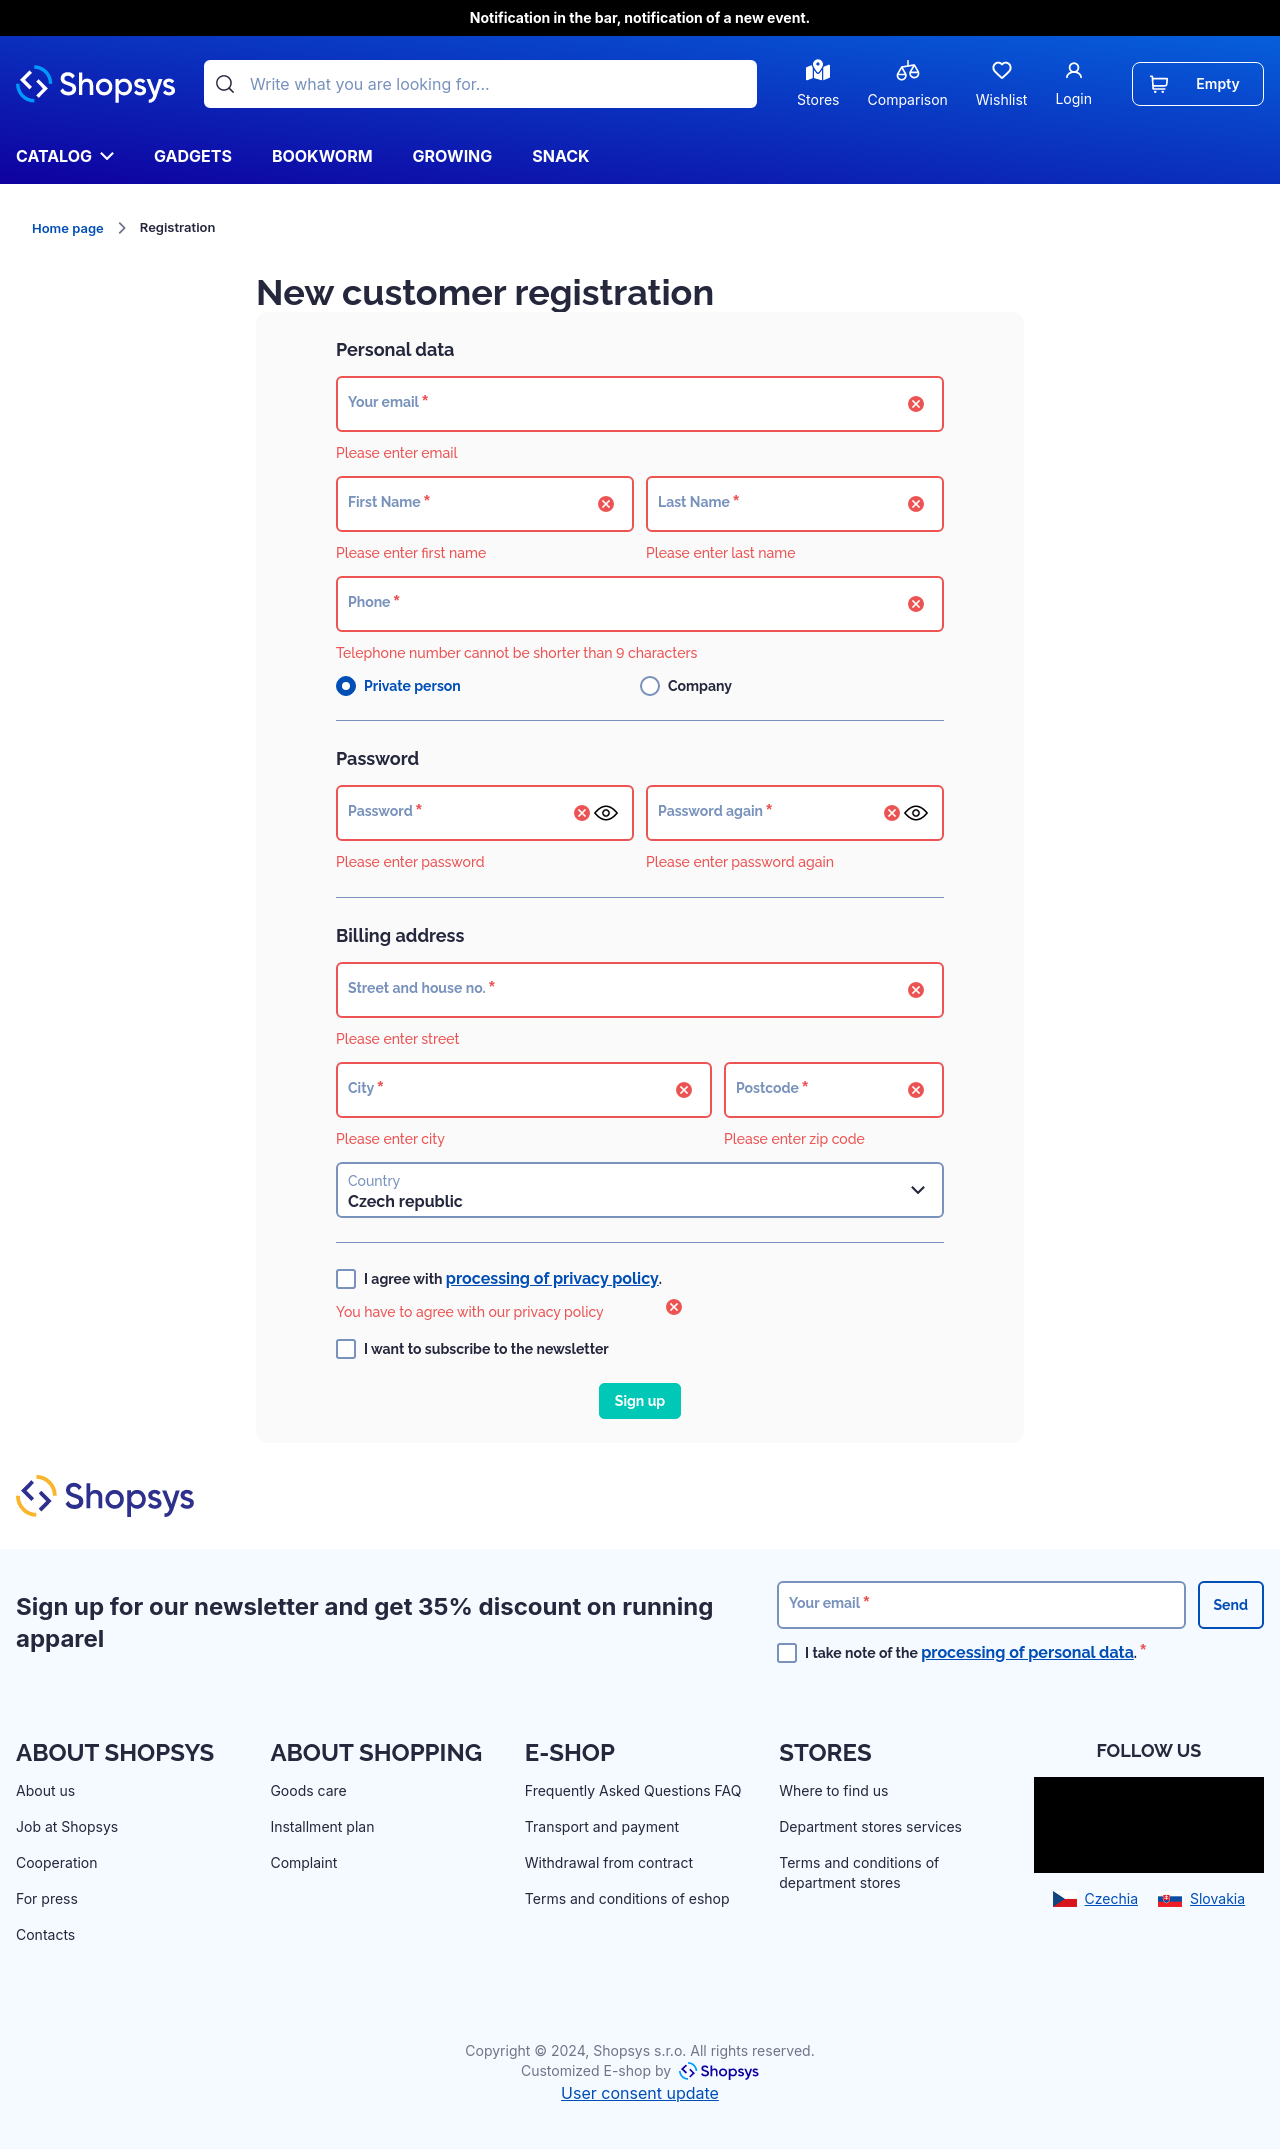 Notification in the bar, notification of a new event.
Shopsys
Write what you are looking for...
Stores
Comparison
Wishlist
Login
Empty
CATALOG
GADGETS
BOOKWORM
GROWING
SNACK
Home page
Registration
New customer registration
Personal data
Your email *
Please enter email
First Name *
Last Name *
Please enter first name
Please enter last name
Phone *
Telephone number cannot be shorter than 9 characters
Private person
Company
Password
Password *
Password again *
Please enter password
Please enter password again
Billing address
Street and house no. *
Please enter street
City *
Postcode *
Please enter city
Please enter zip code
Country
Czech republic
I agree with processing of privacy policy.
You have to agree with our privacy policy
I want to subscribe to the newsletter
Sign up
Shopsys
Sign up for our newsletter and get 35% discount on running
apparel
Your email *
Send
I take note of the processing of personal data. *
ABOUT SHOPSYS
About us
Job at Shopsys
Cooperation
For press
Contacts
ABOUT SHOPPING
Goods care
Installment plan
Complaint
E-SHOP
Frequently Asked Questions FAQ
Transport and payment
Withdrawal from contract
Terms and conditions of eshop
STORES
Where to find us
Department stores services
Terms and conditions of
department stores
FOLLOW US
Czechia
Slovakia
Copyright © 2024, Shopsys s.r.o. All rights reserved.
Customized E-shop by Shopsys
User consent update